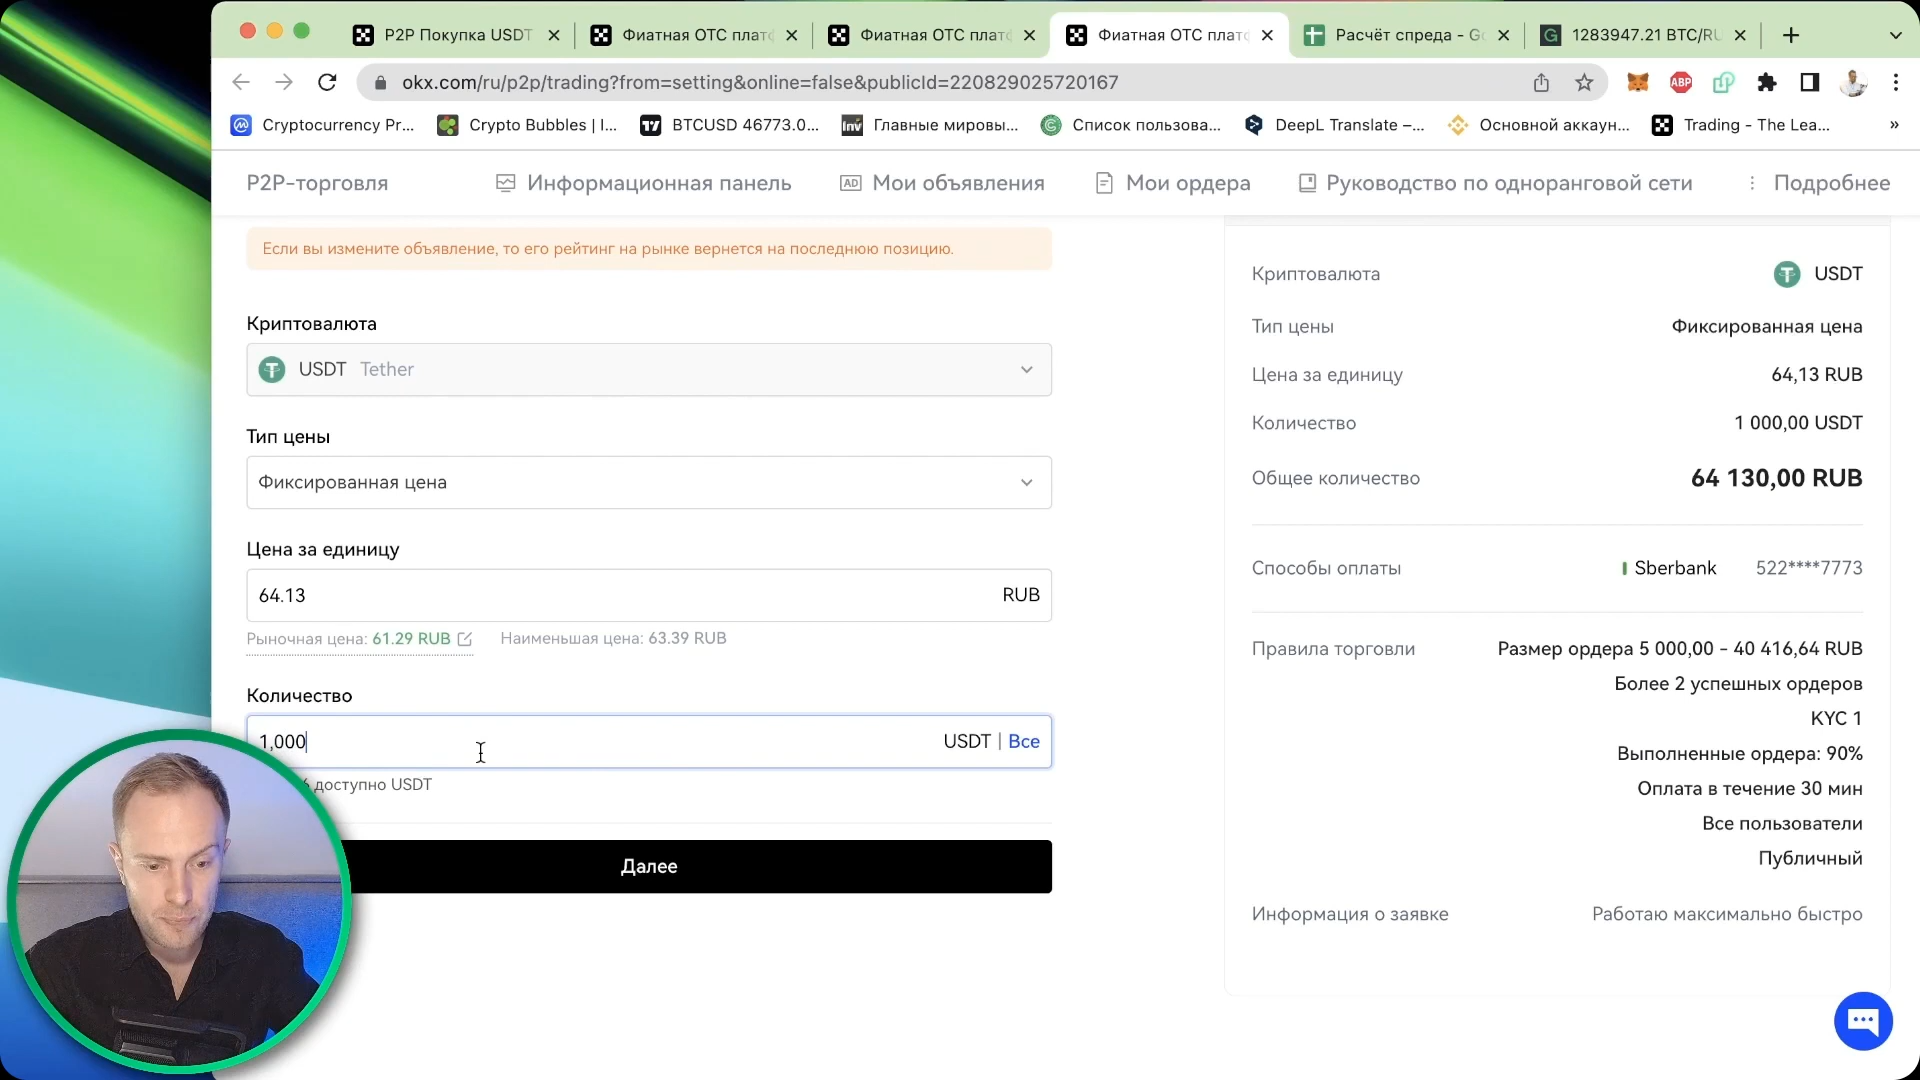 P2P Покупка USDT
Фиатная OTC плат
Фиатная OTC плат
Фиатная OTC плат
Расчёт спреда - Go
1283947.21 BTC/RU
okx.com/ru/p2p/trading?from=setting&online=false&publicId=220829025720167
ABP
Cryptocurrency Pr...
Crypto Bubbles | I...
BTCUSD 46773.0...
Inv
Главные мировы...
Список пользова...
DeepL Translate –...
Основной аккаун...
Trading - The Lea...
»
P2P-торговля
Информационная панель
AD
Мои объявления
Мои ордера
Руководство по одноранговой сети
Подробнее
Если вы измените объявление, то его рейтинг на рынке вернется на последнюю позицию.
Криптовалюта
USDT Tether
Тип цены
Фиксированная цена
Цена за единицу
64.13
RUB
Рыночная цена: 61.29 RUB
Наименьшая цена: 63.39 RUB
Количество
1,000
USDT | Все
доступно USDT
Далее
Криптовалюта
USDT
Тип цены
Фиксированная цена
Цена за единицу
64,13 RUB
Количество
1 000,00 USDT
Общее количество
64 130,00 RUB
Способы оплаты
Sberbank 522****7773
Правила торговли
Размер ордера 5 000,00 - 40 416,64 RUB
Более 2 успешных ордеров
KYC 1
Выполненные ордера: 90%
Оплата в течение 30 мин
Все пользователи
Публичный
Информация о заявке
Работаю максимально быстро